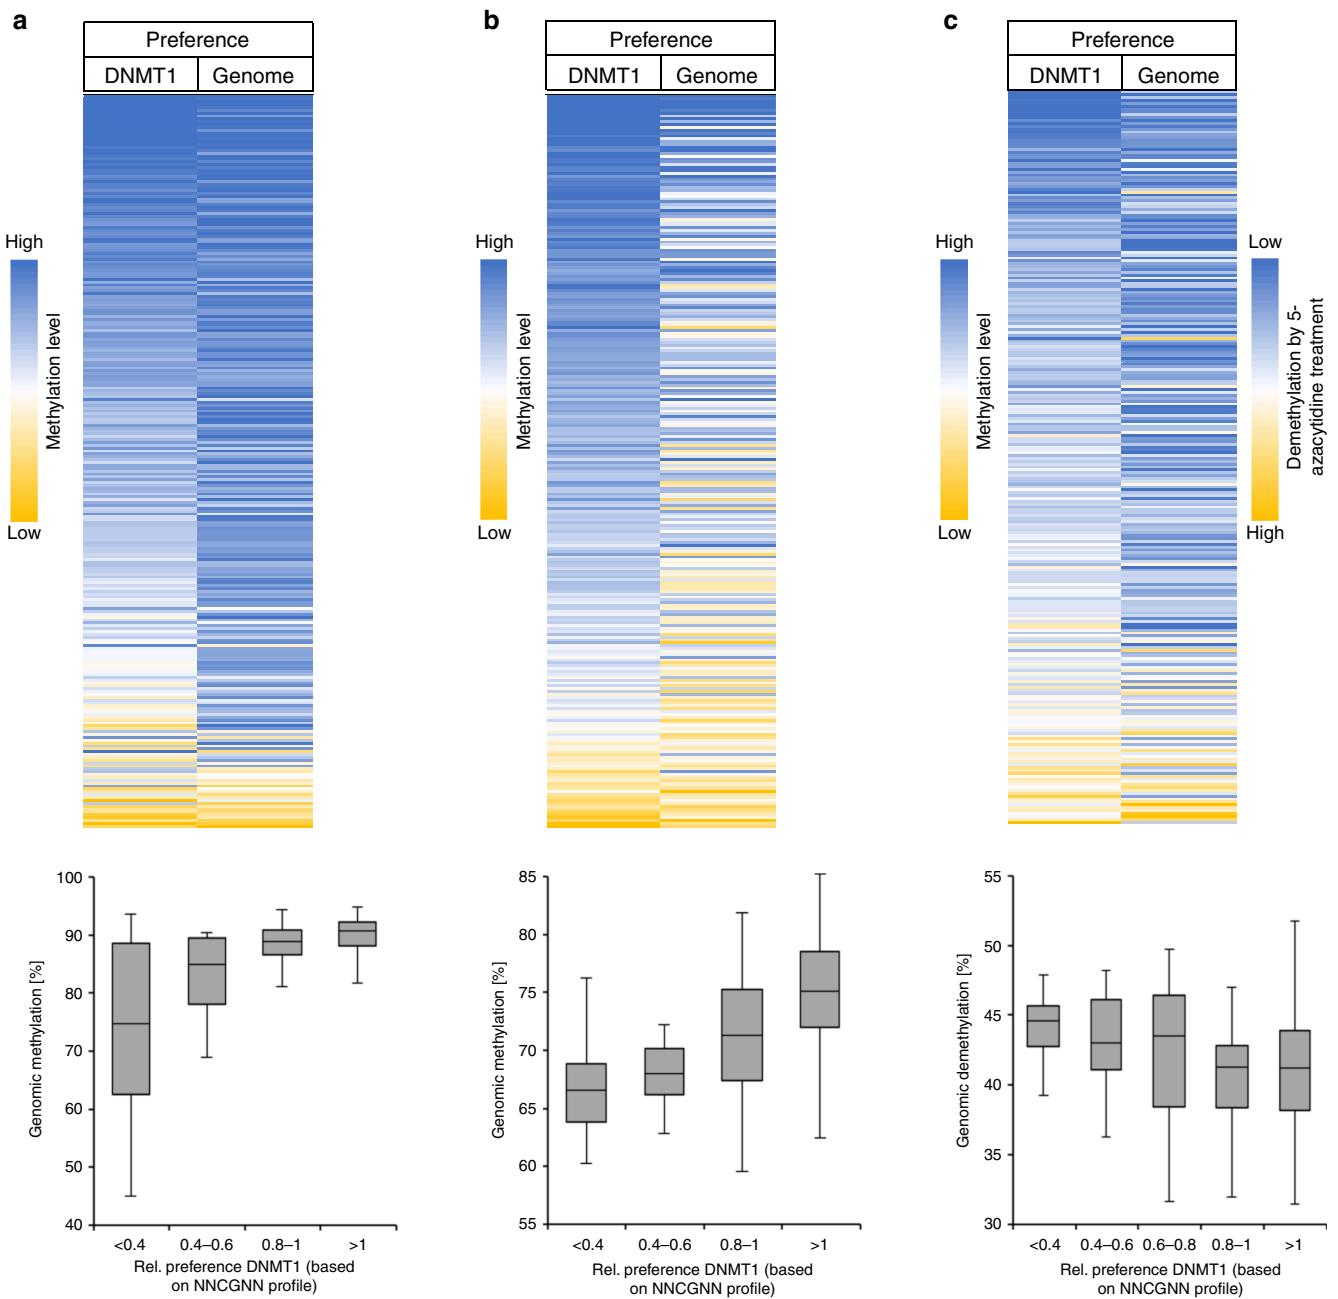 a
Preference
DNMT1
Genome
High
Methylation level
Low
100
90
80
70
60
50
40
Genomic methylation [%]
<0.4
0.4–0.6
0.8–1
>1
Rel. preference DNMT1 (based
on NNCGNN profile)
b
Preference
DNMT1
Genome
High
Methylation level
Low
85
80
75
70
65
60
55
Genomic methylation [%]
<0.4
0.4–0.6
0.8–1
>1
Rel. preference DNMT1 (based
on NNCGNN profile)
c
Preference
DNMT1
Genome
High
Methylation level
Low
Low
Demethylation by 5-
azacytidine treatment
High
55
50
45
40
35
30
Genomic demethylation [%]
<0.4
0.4–0.6
0.6–0.8
0.8–1
>1
Rel. preference DNMT1 (based
on NNCGNN profile)